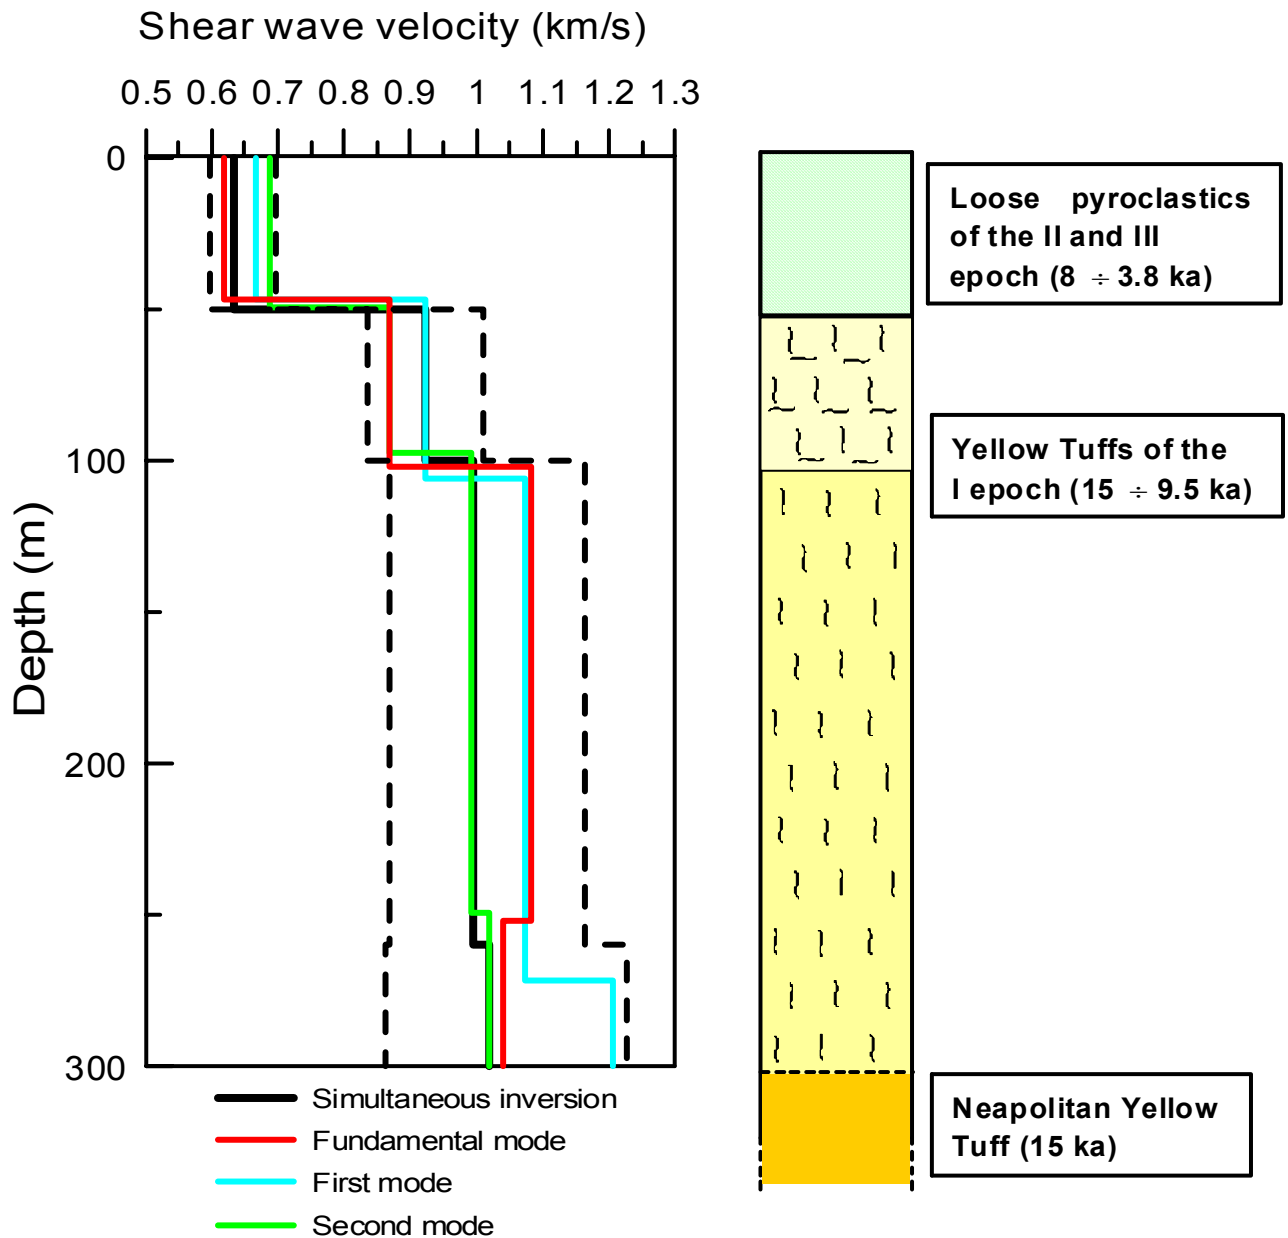 Shear wave velocity (km/s)
0.5 0.6 0.7 0.8 0.9 1 1.1 1.2 1.3
0
100
200
300
Depth (m)
Simultaneous inversion
Fundamental mode
First mode
Second mode
Loose pyroclastics
of the II and III
epoch (8 ÷ 3.8 ka)
Yellow Tuffs of the
I epoch (15 ÷ 9.5 ka)
Neapolitan Yellow
Tuff (15 ka)